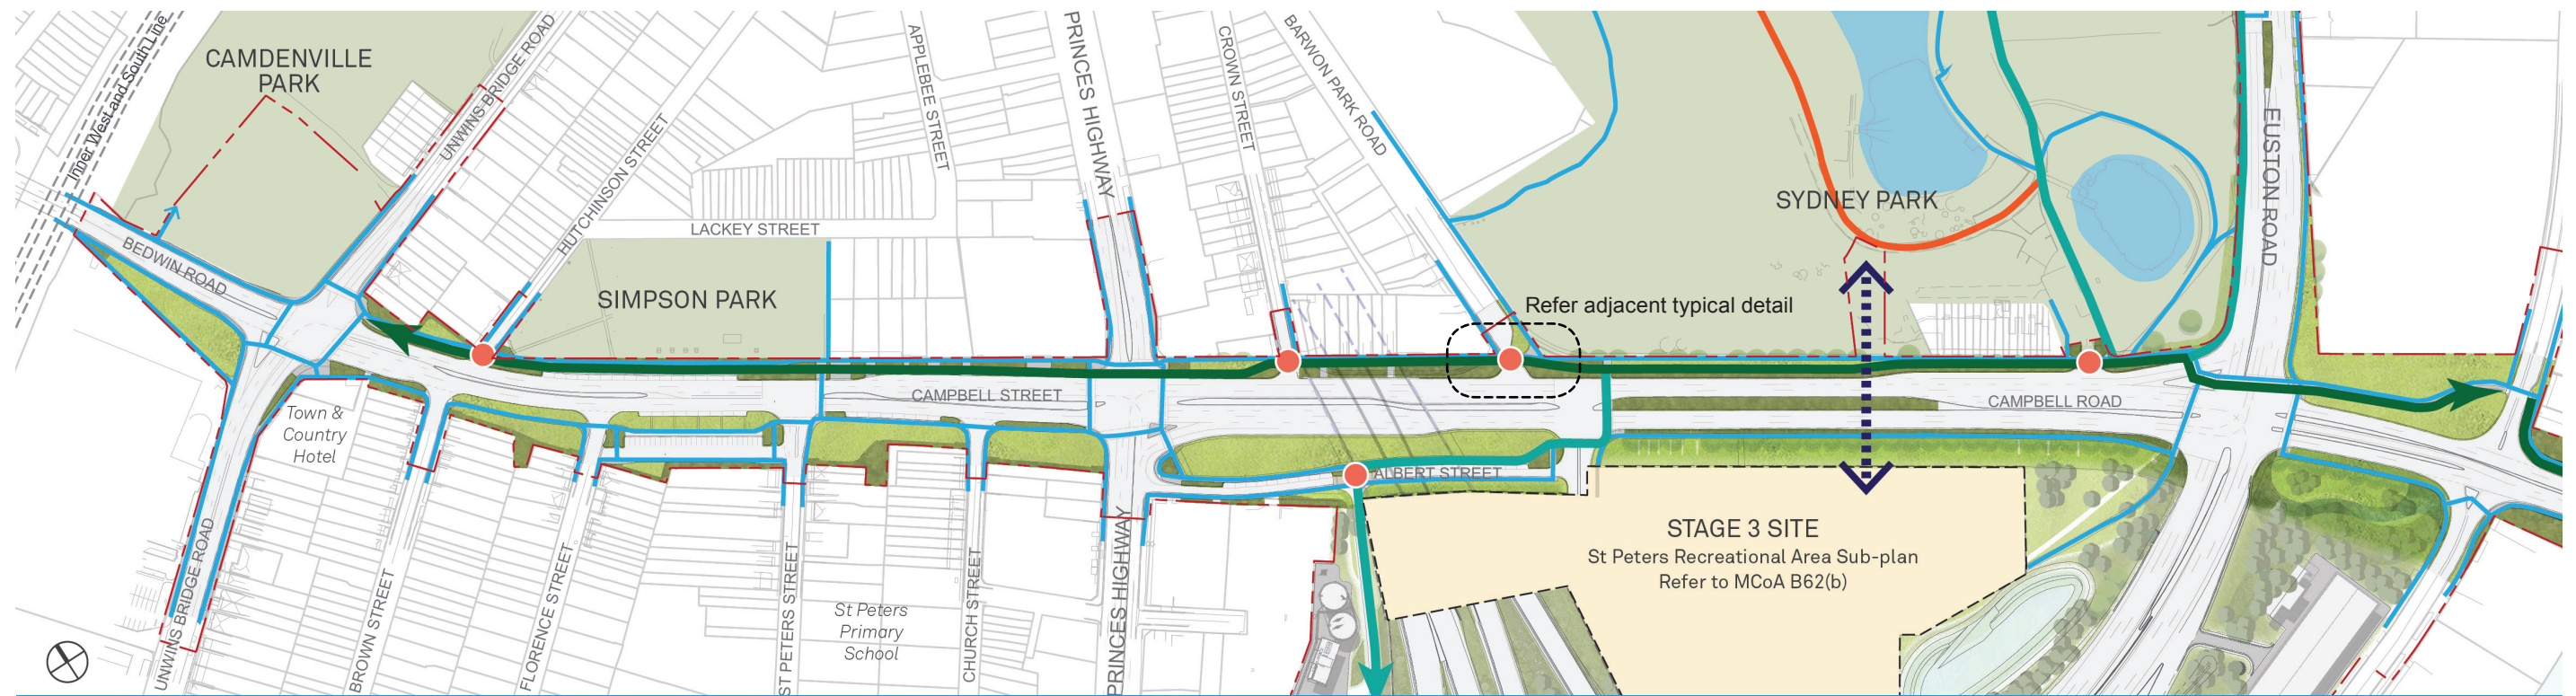 Inner West and South Line
CAMDENVILLE
PARK
UNWINS BRIDGE ROAD
HUTCHINSON STREET
APPLEBEE STREET
PRINCES HIGHWAY
CROWN STREET
BARWON PARK ROAD
SYDNEY PARK
EUSTON ROAD
BEDWIN ROAD
LACKEY STREET
SIMPSON PARK
Refer adjacent typical detail
CAMPBELL STREET
CAMPBELL ROAD
Town &
Country
Hotel
ALBERT STREET
STAGE 3 SITE
St Peters Recreational Area Sub-plan
Refer to MCoA B62(b)
UNWINS BRIDGE ROAD
BROWN STREET
FLORENCE STREET
ST PETERS STREET
St Peters
Primary
School
CHURCH STREET
PRINCES HIGHWAY